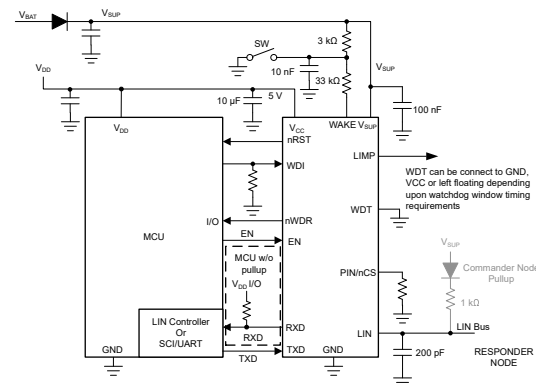 VBAT
VSUP
SW
3 kΩ
10 nF
33 kΩ
VSUP
VDD
10 µF
5 V
100 nF
VDD
VCC
WAKE VSUP
nRST
WDI
LIMP
WDT can be connect to GND,
VCC or left floating depending
upon watchdog window timing
requirements
WDT
I/O
nWDR
MCU
EN
EN
VSUP
MCU w/o
pullup
VDD I/O
Commander Node
Pullup
PIN/nCS
1 kΩ
LIN Controller
Or
SCI/UART
RXD
RXD
LIN
LIN Bus
GND
TXD
TXD
GND
200 pF
RESPONDER
NODE